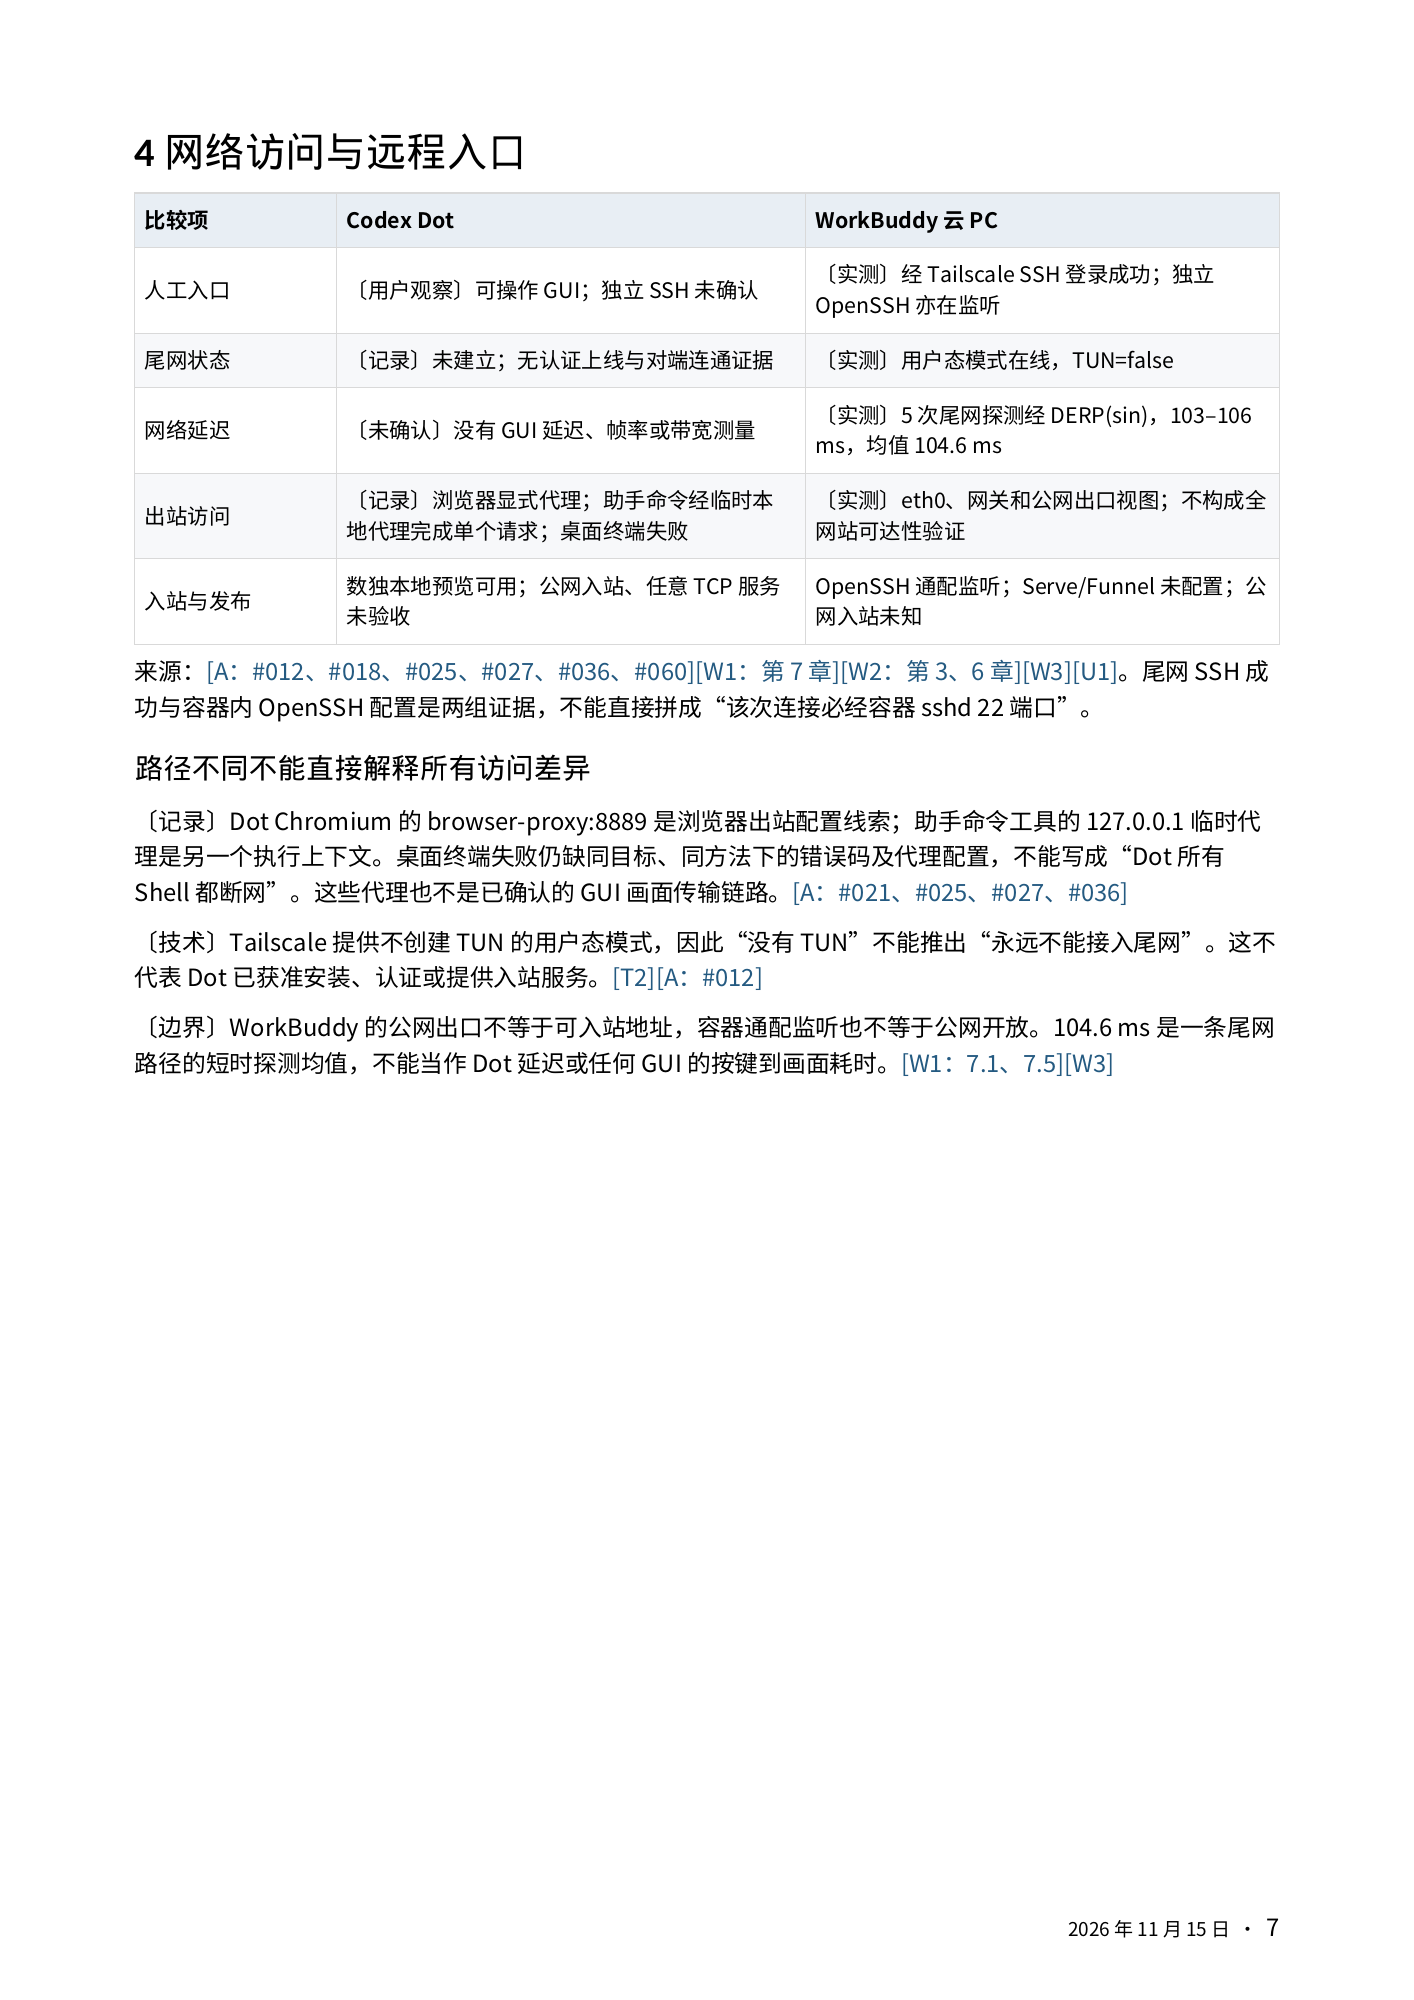 4 网络访问与远程入口
比较项 Codex Dot WorkBuddy 云 PC
人工入口 〔用户观察〕可操作 GUI；独立 SSH 未确认 〔实测〕经 Tailscale SSH 登录成功；独立
OpenSSH 亦在监听
尾网状态 〔记录〕未建立；无认证上线与对端连通证据 〔实测〕用户态模式在线，TUN=false
网络延迟 〔未确认〕没有 GUI 延迟、帧率或带宽测量 〔实测〕5 次尾网探测经 DERP(sin)，103–106
ms，均值 104.6 ms
出站访问 〔记录〕浏览器显式代理；助手命令经临时本
地代理完成单个请求；桌面终端失败 〔实测〕eth0、网关和公网出口视图；不构成全
网站可达性验证
入站与发布 数独本地预览可用；公网入站、任意 TCP 服务
未验收 OpenSSH 通配监听；Serve/Funnel 未配置；公
网入站未知
来源：[A：#012、#018、#025、#027、#036、#060][W1：第 7 章][W2：第 3、6 章][W3][U1]。尾网 SSH 成
功与容器内 OpenSSH 配置是两组证据，不能直接拼成“该次连接必经容器 sshd 22 端口”。
路径不同不能直接解释所有访问差异
〔记录〕Dot Chromium 的 browser-proxy:8889 是浏览器出站配置线索；助手命令工具的 127.0.0.1 临时代
理是另一个执行上下文。桌面终端失败仍缺同目标、同方法下的错误码及代理配置，不能写成“Dot 所有
Shell 都断网”。这些代理也不是已确认的 GUI 画面传输链路。[A：#021、#025、#027、#036]
〔技术〕Tailscale 提供不创建 TUN 的用户态模式，因此“没有 TUN”不能推出“永远不能接入尾网”。这不
代表 Dot 已获准安装、认证或提供入站服务。[T2][A：#012]
〔边界〕WorkBuddy 的公网出口不等于可入站地址，容器通配监听也不等于公网开放。104.6 ms 是一条尾网
路径的短时探测均值，不能当作 Dot 延迟或任何 GUI 的按键到画面耗时。[W1：7.1、7.5][W3]
2026 年 11 月 15 日 · 7